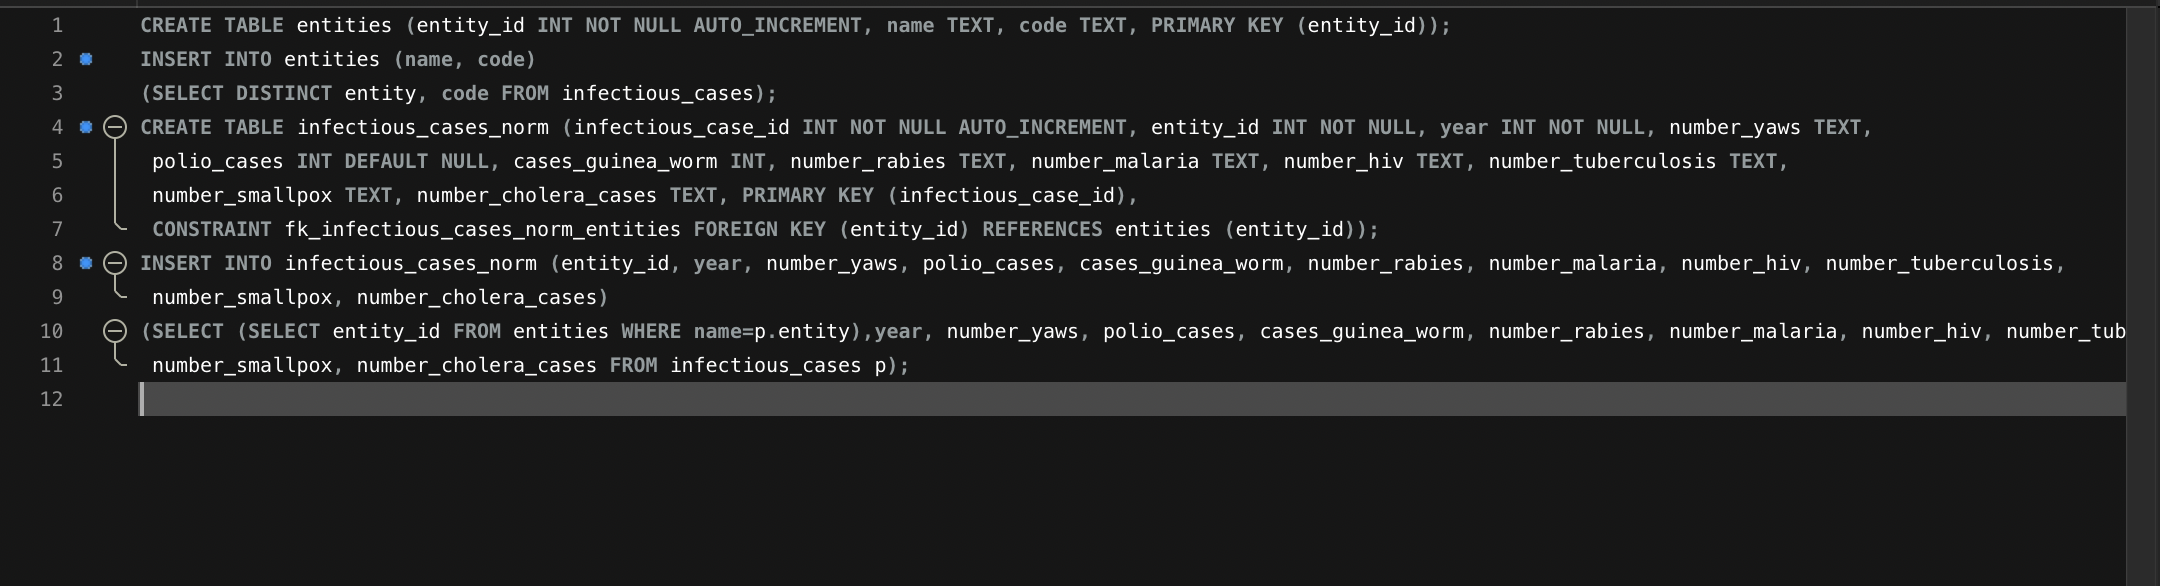 1 CREATE TABLE entities (entity_id INT NOT NULL AUTO_INCREMENT, name TEXT, code TEXT, PRIMARY KEY (entity_id));
2 INSERT INTO entities (name, code)
3 (SELECT DISTINCT entity, code FROM infectious_cases);
4 CREATE TABLE infectious_cases_norm (infectious_case_id INT NOT NULL AUTO_INCREMENT, entity_id INT NOT NULL, year INT NOT NULL, number_yaws TEXT,
5 polio_cases INT DEFAULT NULL, cases_guinea_worm INT, number_rabies TEXT, number_malaria TEXT, number_hiv TEXT, number_tuberculosis TEXT,
6 number_smallpox TEXT, number_cholera_cases TEXT, PRIMARY KEY (infectious_case_id),
7 CONSTRAINT fk_infectious_cases_norm_entities FOREIGN KEY (entity_id) REFERENCES entities (entity_id));
8 INSERT INTO infectious_cases_norm (entity_id, year, number_yaws, polio_cases, cases_guinea_worm, number_rabies, number_malaria, number_hiv, number_tuberculosis,
9 number_smallpox, number_cholera_cases)
10 (SELECT (SELECT entity_id FROM entities WHERE name=p.entity),year, number_yaws, polio_cases, cases_guinea_worm, number_rabies, number_malaria, number_hiv, number_tub
11 number_smallpox, number_cholera_cases FROM infectious_cases p);
12